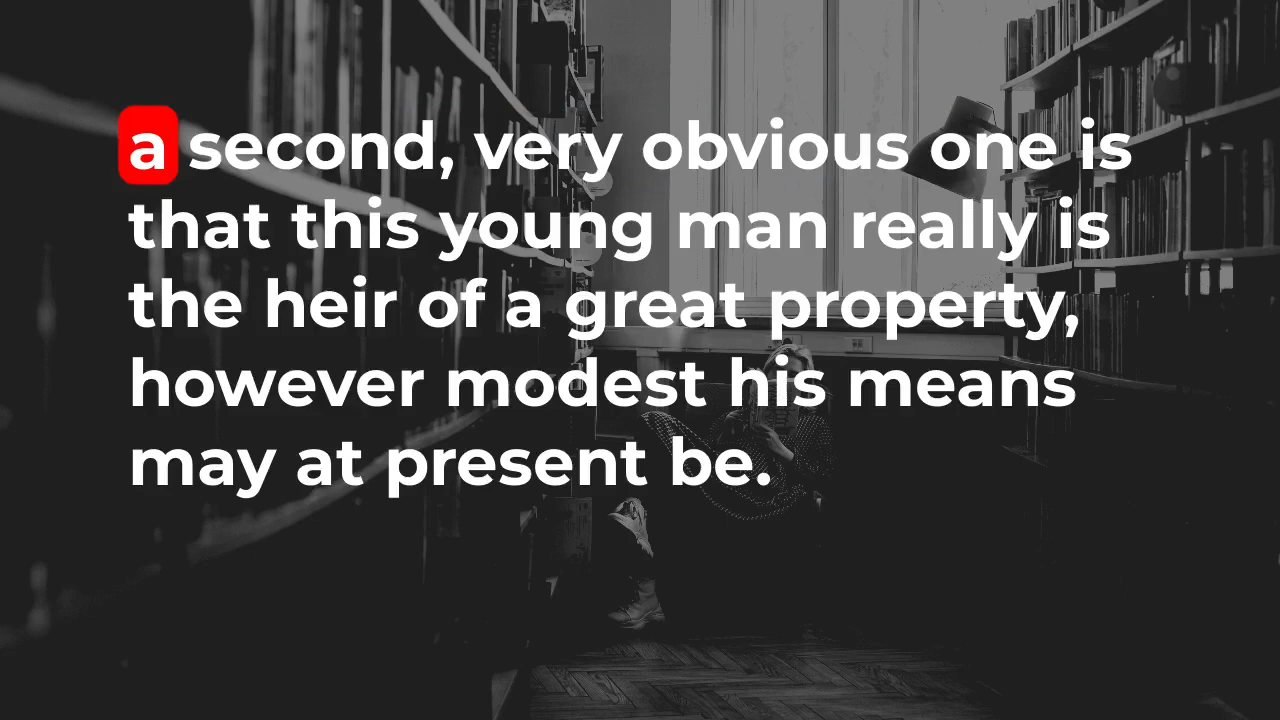 a second, very obvious one is
that this young man really is
the heir of a great property,
however modest his means
may at present be.